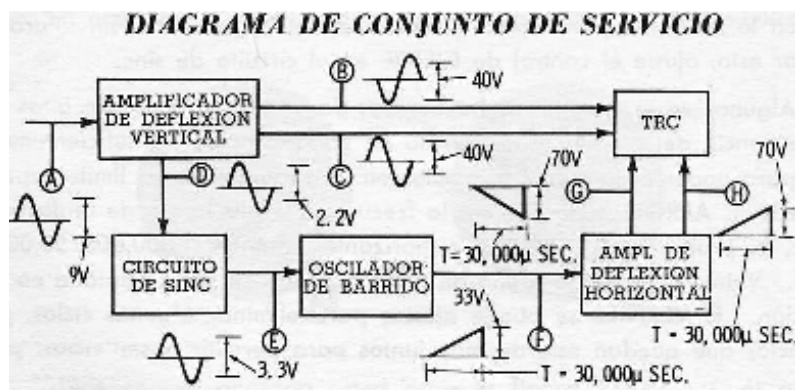 DIAGRAMA DE CONJUNTO DE SERVICIO
AMPLIFICADOR
DE DEFLEXION
VERTICAL
B
40V
TRC
A
D
C
40V
70V
70V
2.2V
G
H
9V
CIRCUITO
DE SINC
OSCILADOR
DE BARRIDO
T=30,000µ SEC.
AMPL DE
DEFLEXION
HORIZONTAL
33V
E
F
3.3V
T = 30,000µ SEC.
T = 30,000µ SEC.